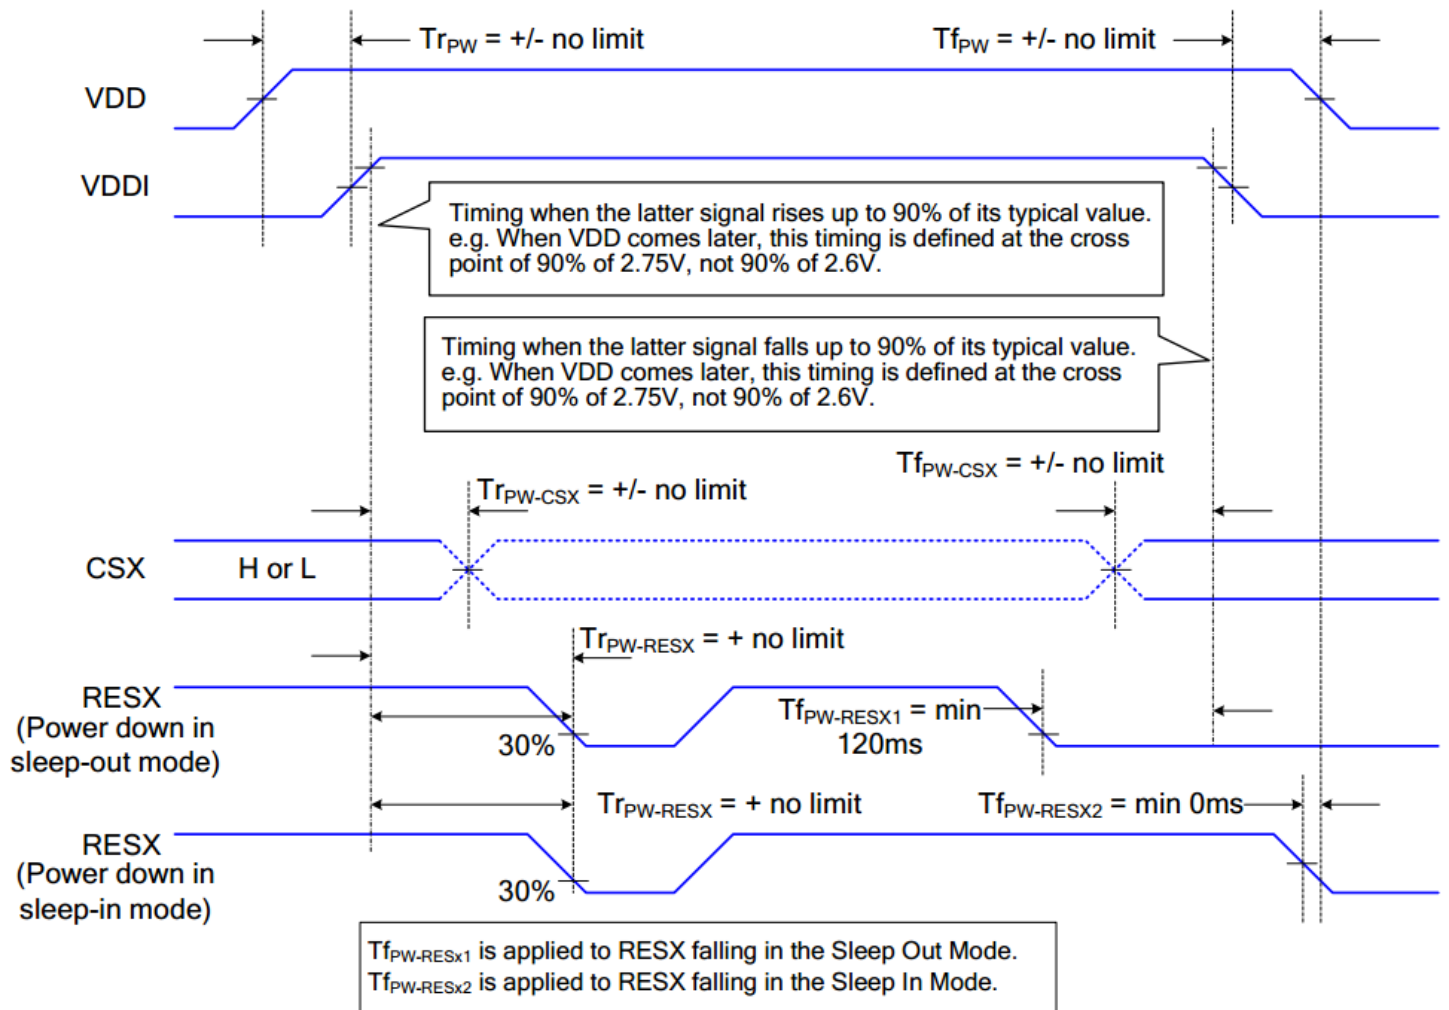 TrPW = +/- no limit
TfPW = +/- no limit
VDD
VDDI
Timing when the latter signal rises up to 90% of its typical value.
e.g. When VDD comes later, this timing is defined at the cross
point of 90% of 2.75V, not 90% of 2.6V.
Timing when the latter signal falls up to 90% of its typical value.
e.g. When VDD comes later, this timing is defined at the cross
point of 90% of 2.75V, not 90% of 2.6V.
TfPW-CSX = +/- no limit
TrPW-CSX = +/- no limit
CSX
H or L
TrPW-RESX = + no limit
RESX
(Power down in
sleep-out mode)
30%
TfPW-RESX1 = min
120ms
TrPW-RESX = + no limit
TfPW-RESX2 = min 0ms
RESX
(Power down in
sleep-in mode)
30%
TfPW-RESx1 is applied to RESX falling in the Sleep Out Mode.
TfPW-RESx2 is applied to RESX falling in the Sleep In Mode.